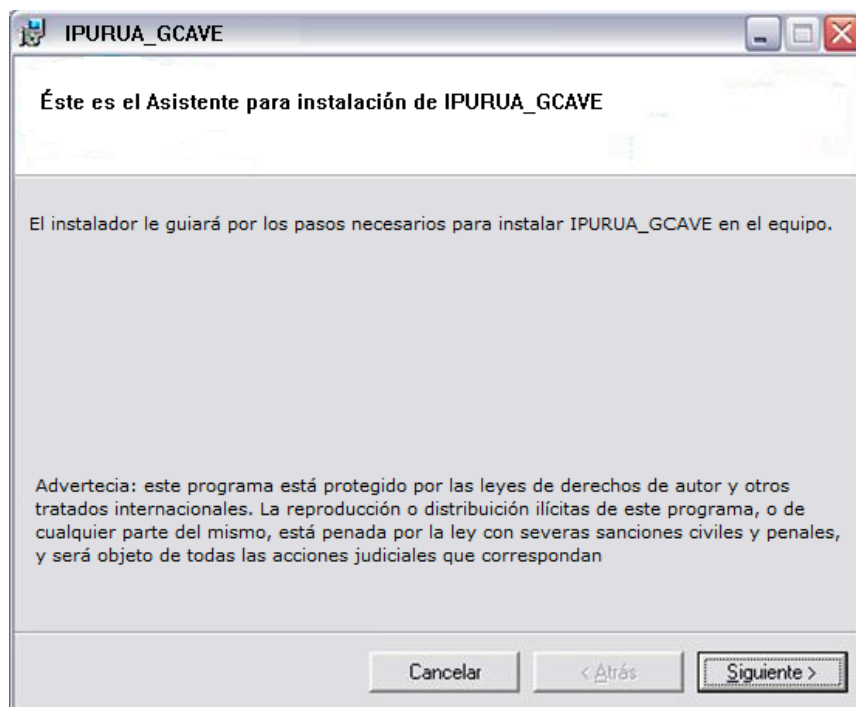 IPURUA_GCAVE
Éste es el Asistente para instalación de IPURUA_GCAVE
El instalador le guiará por los pasos necesarios para instalar IPURUA_GCAVE en el equipo.
Advertecia: este programa está protegido por las leyes de derechos de autor y otros
tratados internacionales. La reproducción o distribuición ilícitas de este programa, o de
cualquier parte del mismo, está penada por la ley con severas sanciones civiles y penales,
y será objeto de todas las acciones judiciales que correspondan
Cancelar < Atrás Siguiente >